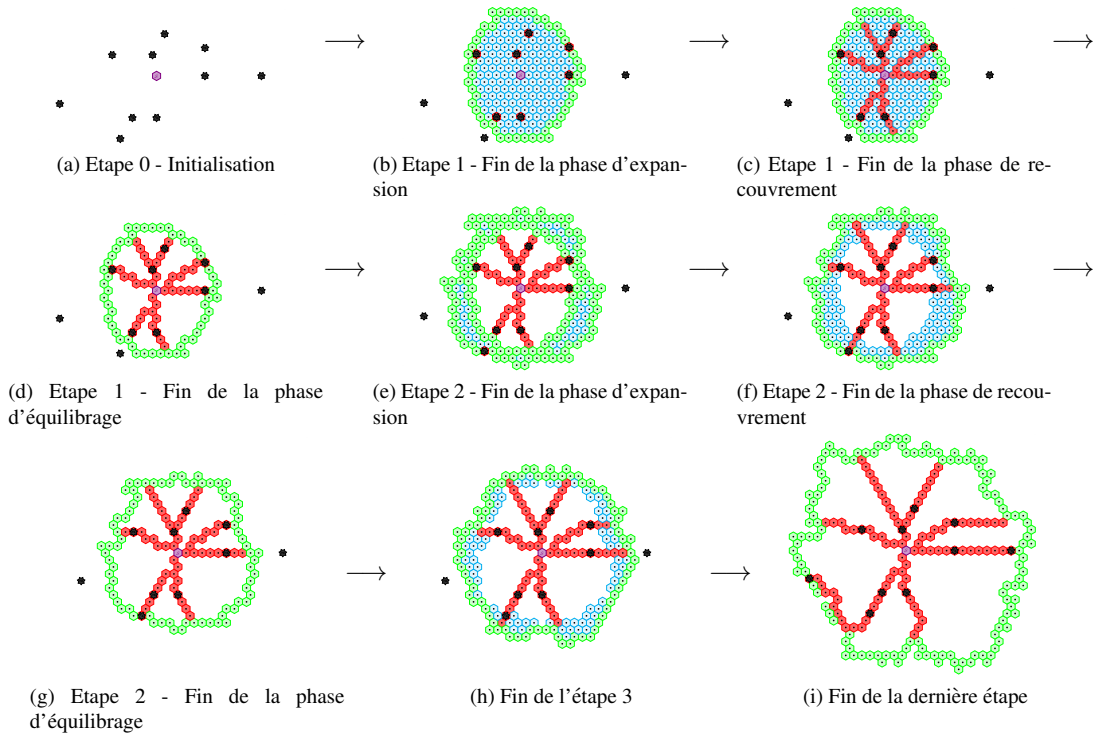 (a) Etape 0 - Initialisation
(b) Etape 1 - Fin de la phase d'expan-
sion
(c) Etape 1 - Fin de la phase de re-
couvrement
(d) Etape 1 - Fin de la phase
d'équilibrage
(e) Etape 2 - Fin de la phase d'expan-
sion
(f) Etape 2 - Fin de la phase de recou-
vrement
(g) Etape 2 - Fin de la phase
d'équilibrage
(h) Fin de l'étape 3
(i) Fin de la dernière étape